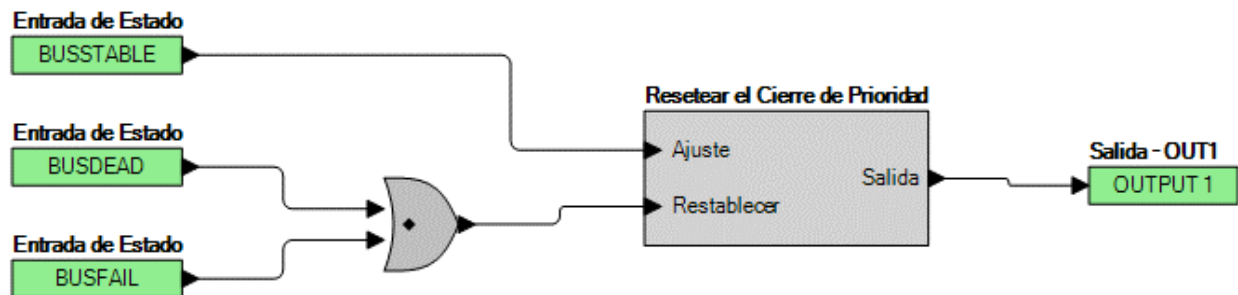 Entrada de Estado
BUSSTABLE
Resetear el Cierre de Prioridad
Entrada de Estado
BUSDEAD
Ajuste
Salida
Restablecer
Salida - OUT1
OUTPUT 1
Entrada de Estado
BUSFAIL